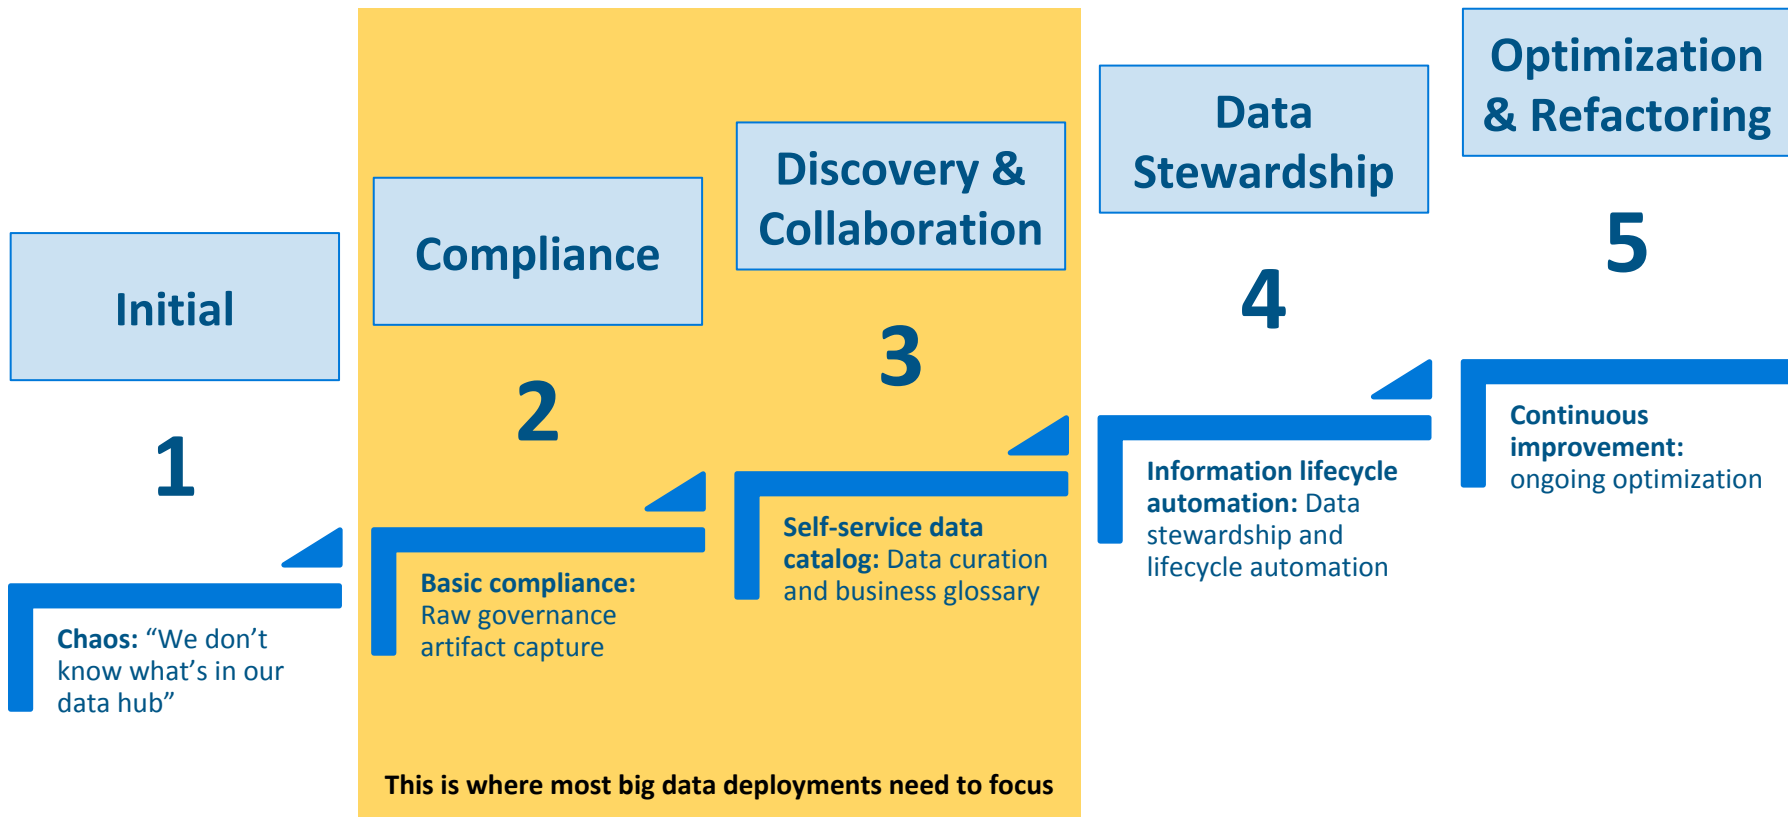 Initial
1
Chaos: “We don’t
know what’s in our
data hub”
Compliance
2
Basic compliance:
Raw governance
artifact capture
Discovery &
Collaboration
3
Self-service data
catalog: Data curation
and business glossary
This is where most big data deployments need to focus
Data
Stewardship
4
Information lifecycle
automation: Data
stewardship and
lifecycle automation
Optimization
& Refactoring
5
Continuous
improvement:
ongoing optimization